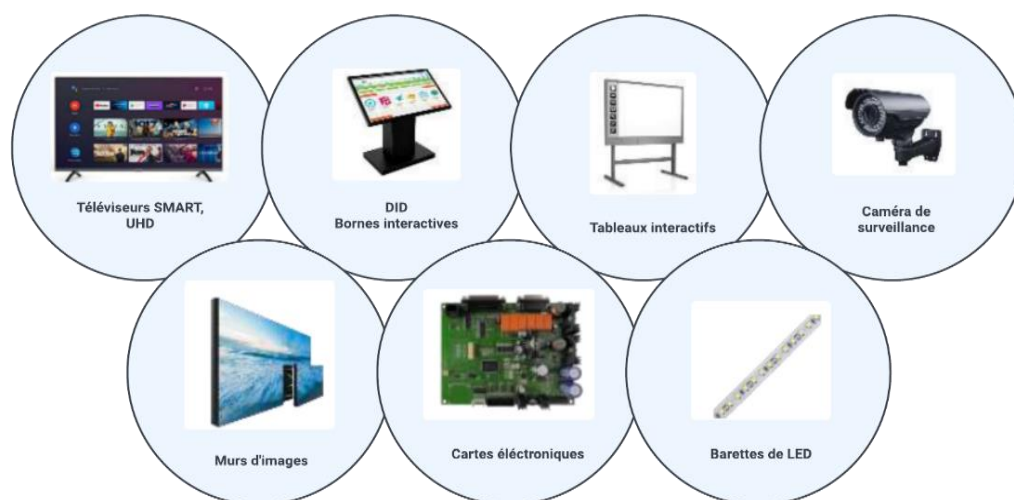 Téléviseurs SMART,
UHD
DID
Bornes interactives
Tableaux interactifs
Caméra de
surveillance
Murs d'images
Cartes éléctroniques
Barettes de LED